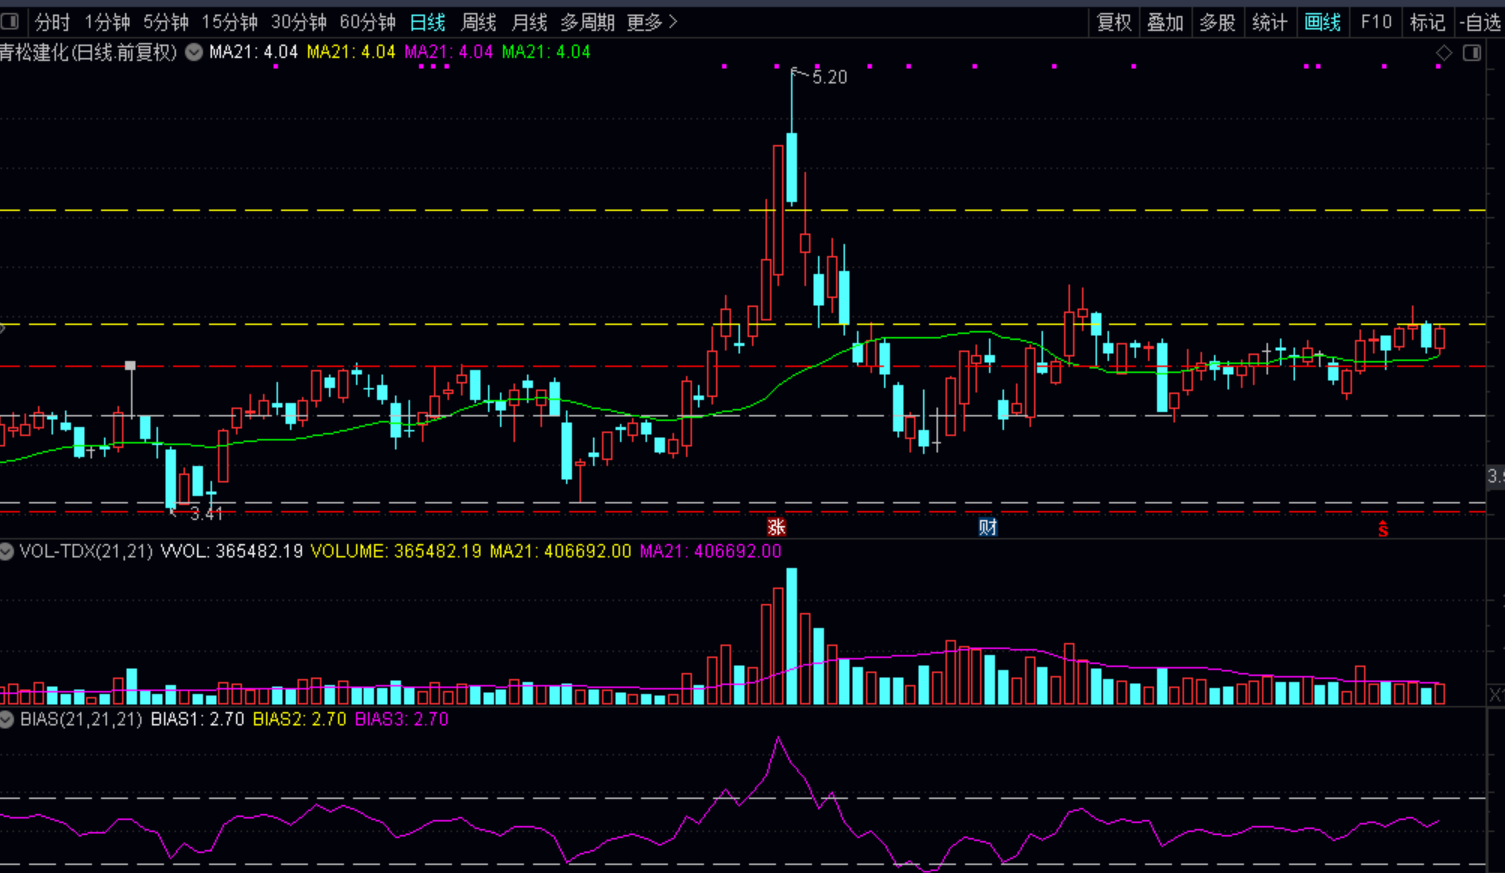 分时 1分钟 5分钟 15分钟 30分钟 60分钟 日线 周线 月线 多周期 更多 复权 叠加 多股 统计 画线 F10 标记 -自选
青松建化(日线.前复权) MA21: 4.04 MA21: 4.04 MA21: 4.04 MA21: 4.04
5.20
3.41
涨 财 S
VOL-TDX(21,21) VVOL: 365482.19 VOLUME: 365482.19 MA21: 406692.00 MA21: 406692.00
BIAS(21,21,21) BIAS1: 2.70 BIAS2: 2.70 BIAS3: 2.70